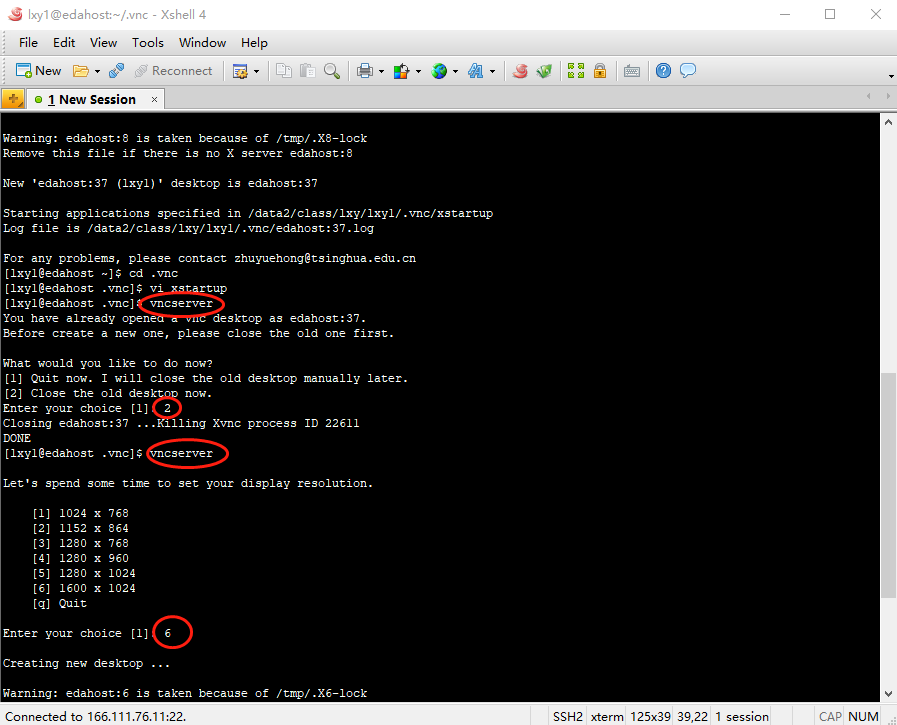 lxy1@edahost:~/.vnc - Xshell 4
File Edit View Tools Window Help
New Reconnect
1 New Session ×
Warning: edahost:8 is taken because of /tmp/.X8-lock
Remove this file if there is no X server edahost:8
New 'edahost:37 (lxy1)' desktop is edahost:37
Starting applications specified in /data2/class/lxy/lxy1/.vnc/xstartup
Log file is /data2/class/lxy/lxy1/.vnc/edahost:37.log
For any problems, please contact zhuyuehong@tsinghua.edu.cn
[lxy1@edahost ~]$ cd .vnc
[lxy1@edahost .vnc]$ vi xstartup
[lxy1@edahost .vnc]$ vncserver
You have already opened a vnc desktop as edahost:37.
Before create a new one, please close the old one first.
What would you like to do now?
[1] Quit now. I will close the old desktop manually later.
[2] Close the old desktop now.
Enter your choice [1]: 2
Closing edahost:37 ...Killing Xvnc process ID 22611
DONE
[lxy1@edahost .vnc]$ vncserver
Let's spend some time to set your display resolution.
[1] 1024 x 768
[2] 1152 x 864
[3] 1280 x 768
[4] 1280 x 960
[5] 1280 x 1024
[6] 1600 x 1024
[q] Quit
Enter your choice [1]: 6
Creating new desktop ...
Warning: edahost:6 is taken because of /tmp/.X6-lock
Connected to 166.111.76.11:22. SSH2 xterm 125x39 39,22 1 session CAP NUM